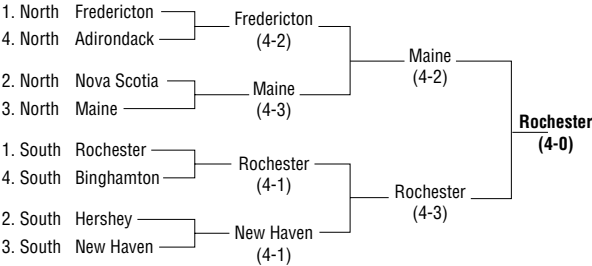 1. North Fredericton
4. North Adirondack
Fredericton
(4-2)
2. North Nova Scotia
3. North Maine
Maine
(4-3)
Maine
(4-2)
1. South Rochester
4. South Binghamton
Rochester
(4-1)
2. South Hershey
3. South New Haven
New Haven
(4-1)
Rochester
(4-3)
Rochester
(4-0)